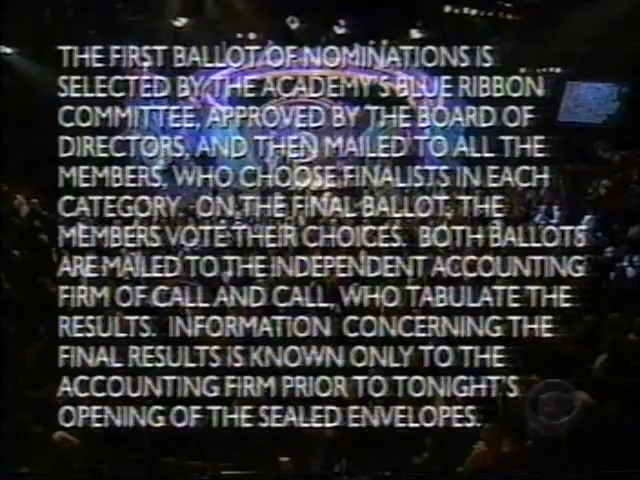 THE FIRST BALLOT OF NOMINATIONS IS
SELECTED BY THE ACADEMY'S BLUE RIBBON
COMMITTEE, APPROVED BY THE BOARD OF
DIRECTORS, AND THEN MAILED TO ALL THE
MEMBERS, WHO CHOOSE FINALISTS IN EACH
CATEGORY. ON THE FINAL BALLOT, THE
MEMBERS VOTE THEIR CHOICES. BOTH BALLOTS
ARE MAILED TO THE INDEPENDENT ACCOUNTING
FIRM OF CALL AND CALL, WHO TABULATE THE
RESULTS. INFORMATION CONCERNING THE
FINAL RESULTS IS KNOWN ONLY TO THE
ACCOUNTING FIRM PRIOR TO TONIGHT'S
OPENING OF THE SEALED ENVELOPES.